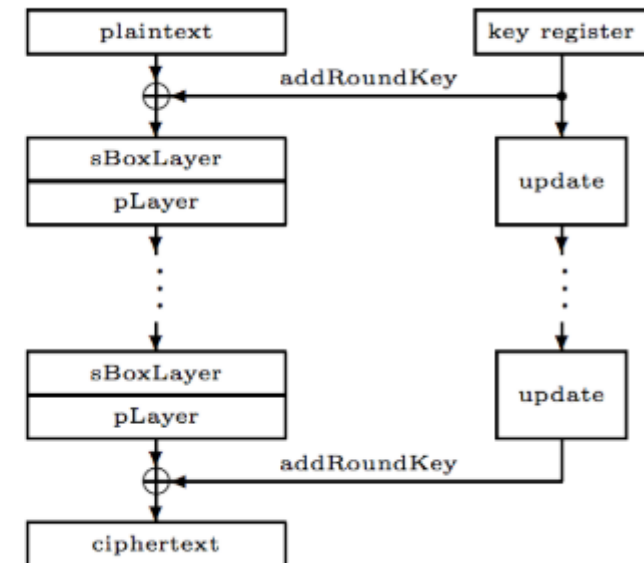 plaintext
key register
addRoundKey
sBoxLayer
pLayer
update
sBoxLayer
pLayer
update
addRoundKey
ciphertext